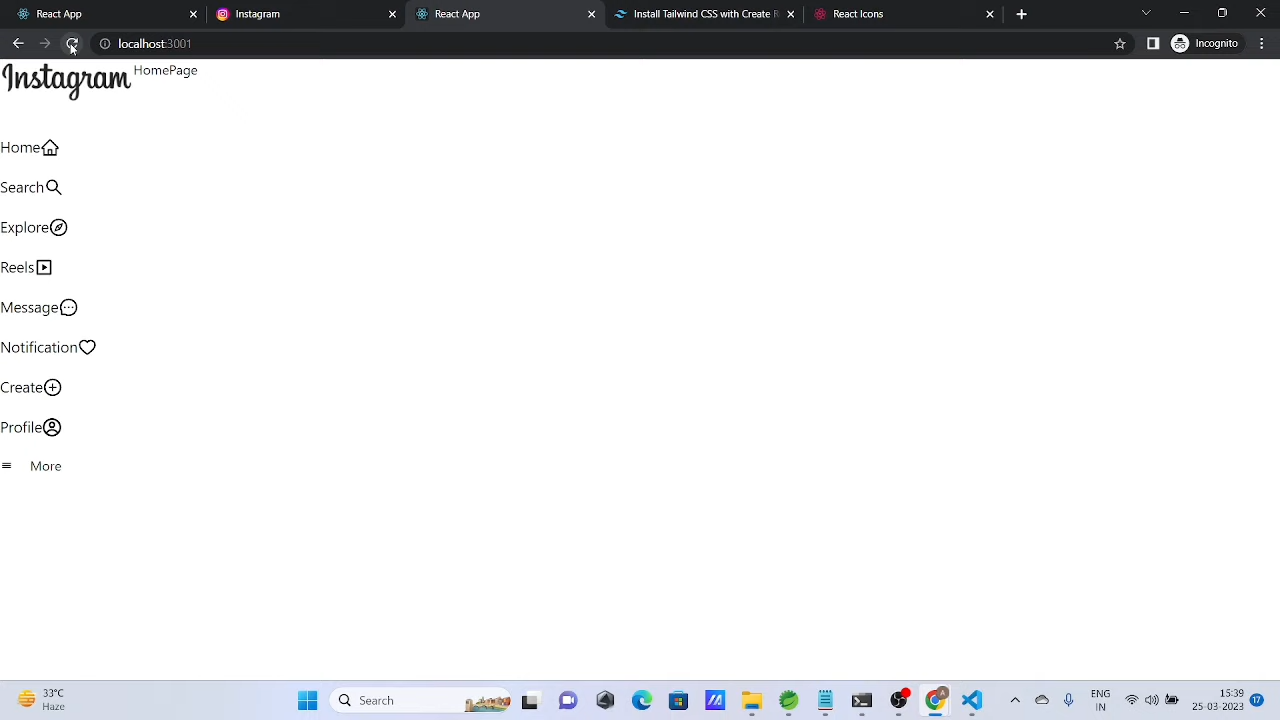 React App
Instagram
React App
Install Tailwind CSS with Create R
React Icons
localhost:3001
Incognito
Instagram HomePage
Home
Search
Explore
Reels
Message
Notification
Create
Profile
More
33°C
Haze
Search
ENG
IN
15:39
25-03-2023
17